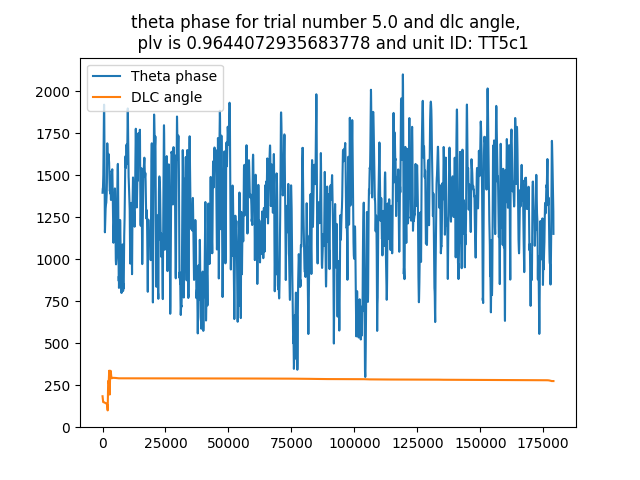 theta phase for trial number 5.0 and dlc angle,
plv is 0.9644072935683778 and unit ID: TT5c1
Theta phase
DLC angle
2000
1750
1500
1250
1000
750
500
250
0
0 25000 50000 75000 100000 125000 150000 175000